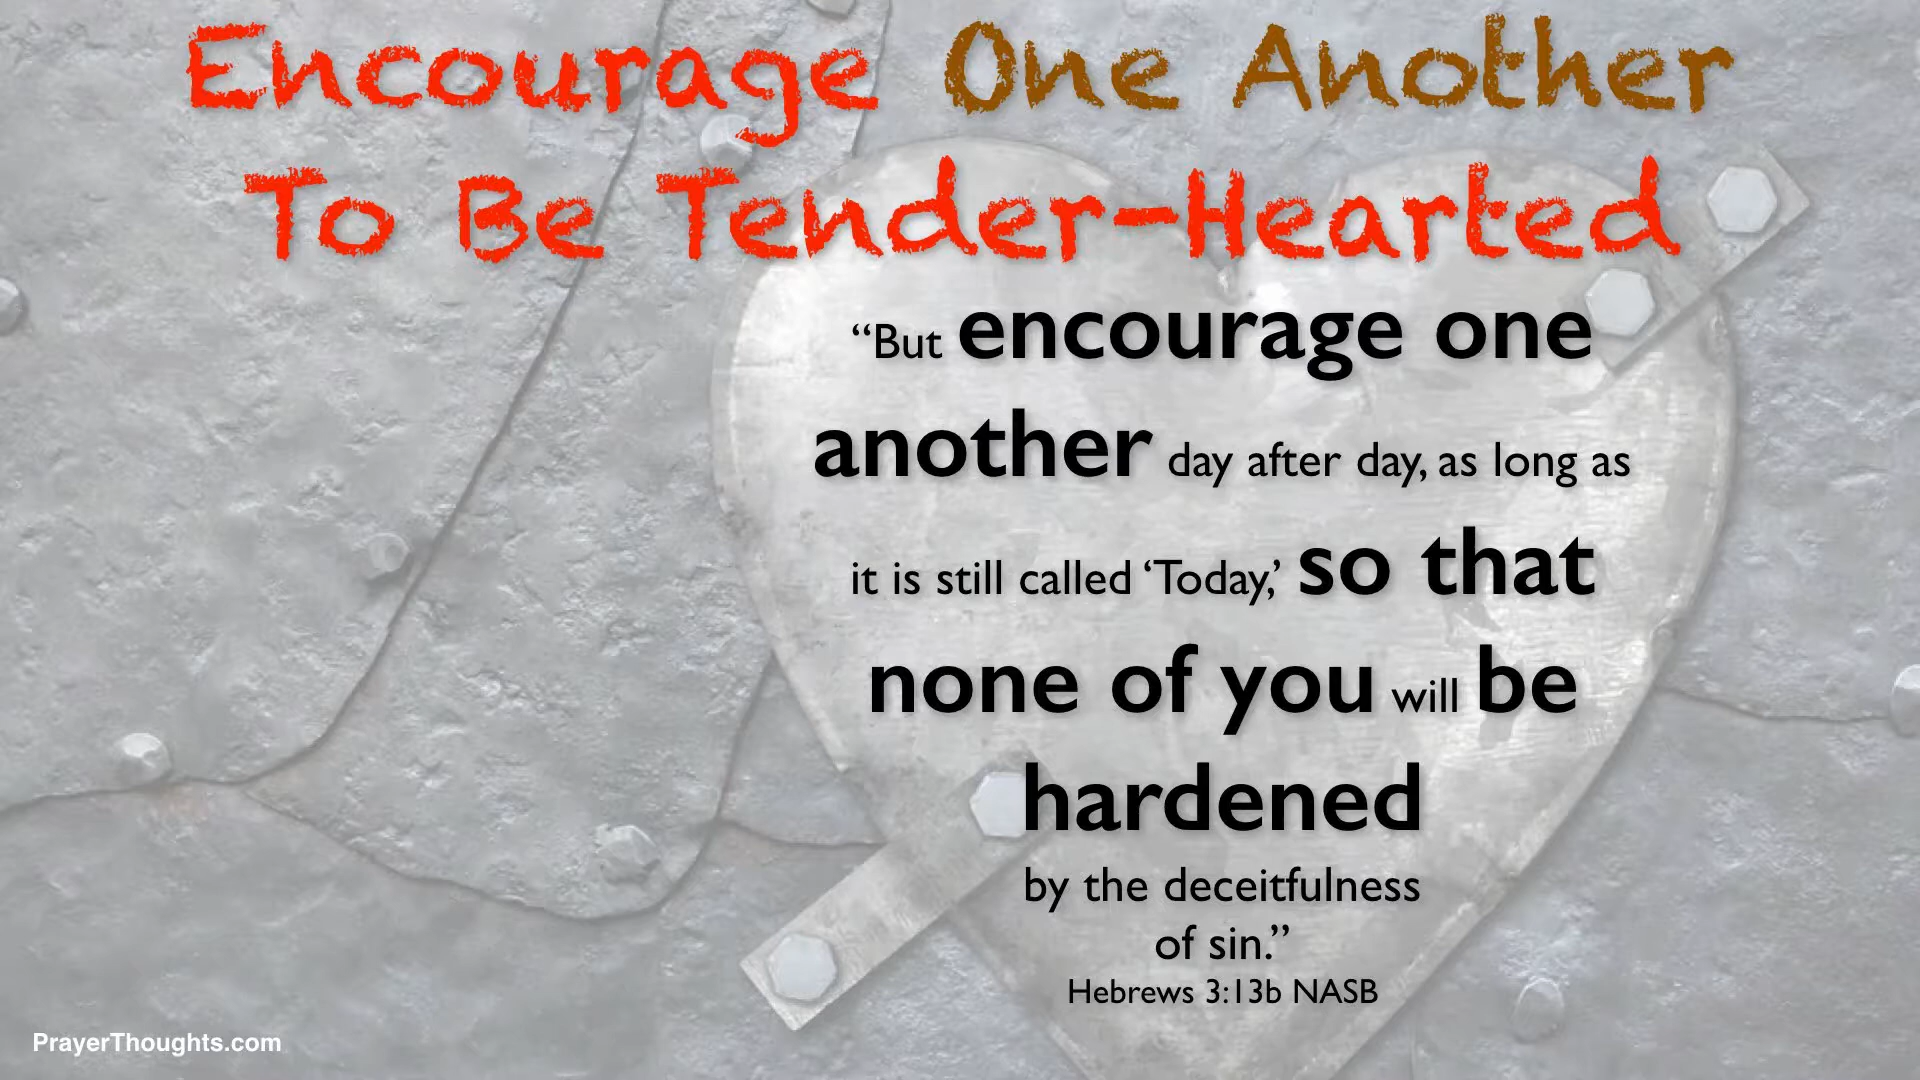 Encourage One Another
To Be Tender-Hearted
“But encourage one
another day after day, as long as
it is still called ‘Today,’ so that
none of you will be
hardened
by the deceitfulness
of sin.”
Hebrews 3:13b NASB
PrayerThoughts.com